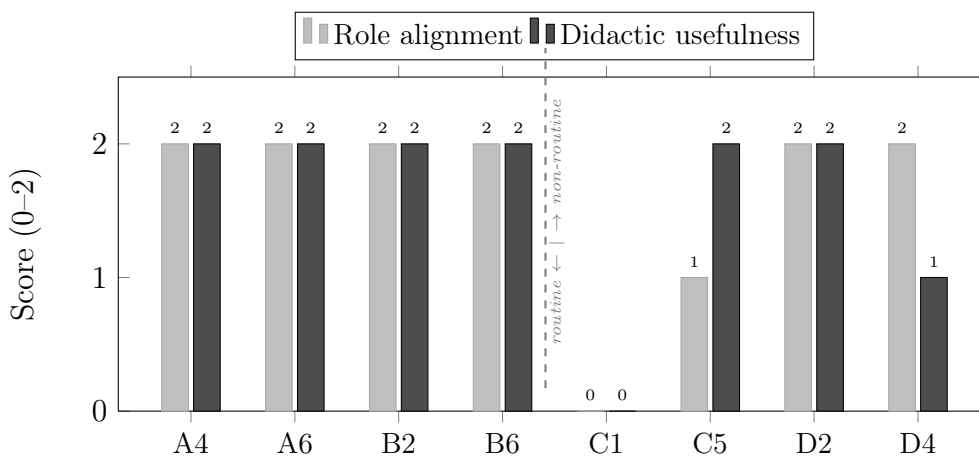 Role alignment Didactic usefulness
Score (0–2)
2
1
0
2 2 2 2 2 2 2 2 0 0 1 2 2 2 2 1
routine ← | → non-routine
A4 A6 B2 B6 C1 C5 D2 D4